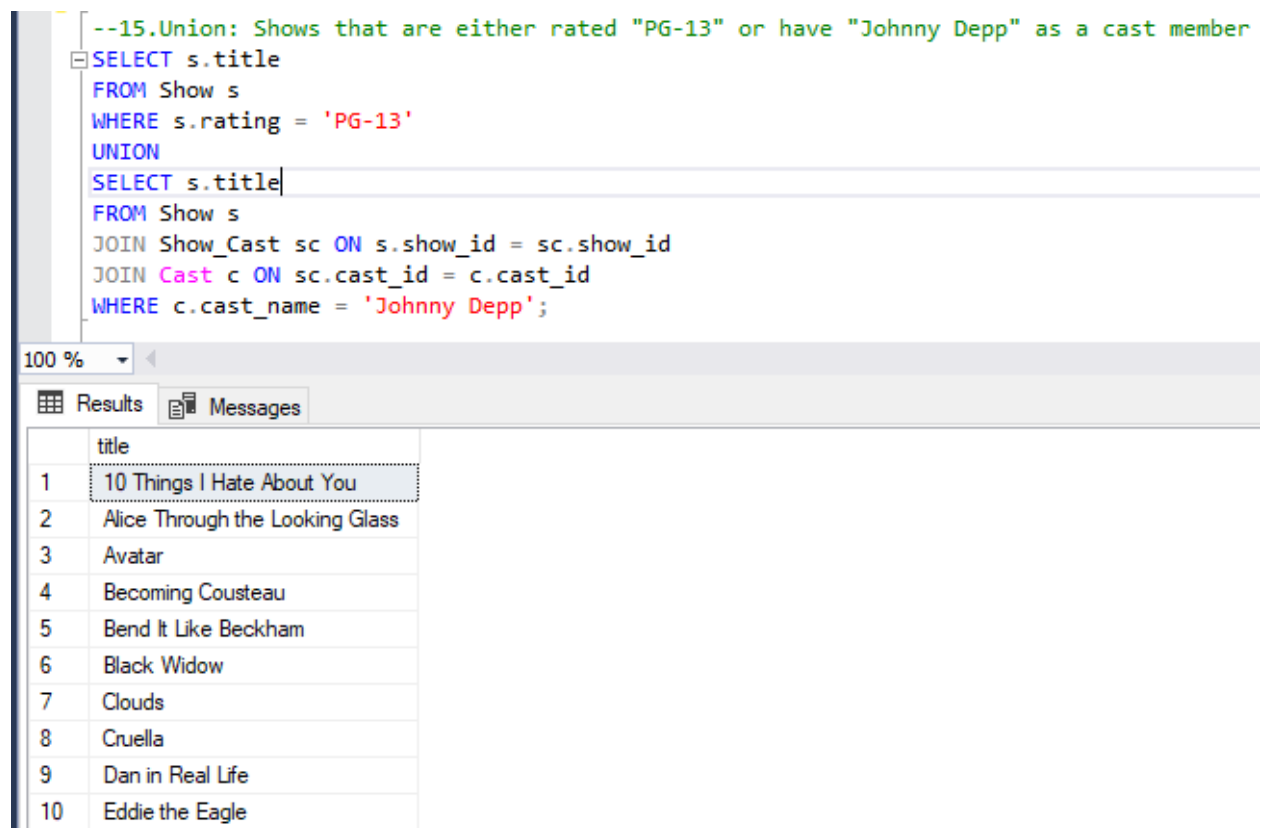 --15.Union: Shows that are either rated "PG-13" or have "Johnny Depp" as a cast member
SELECT s.title
FROM Show s
WHERE s.rating = 'PG-13'
UNION
SELECT s.title
FROM Show s
JOIN Show_Cast sc ON s.show_id = sc.show_id
JOIN Cast c ON sc.cast_id = c.cast_id
WHERE c.cast_name = 'Johnny Depp';
100 %
Results Messages
title
1 10 Things I Hate About You
2 Alice Through the Looking Glass
3 Avatar
4 Becoming Cousteau
5 Bend It Like Beckham
6 Black Widow
7 Clouds
8 Cruella
9 Dan in Real Life
10 Eddie the Eagle